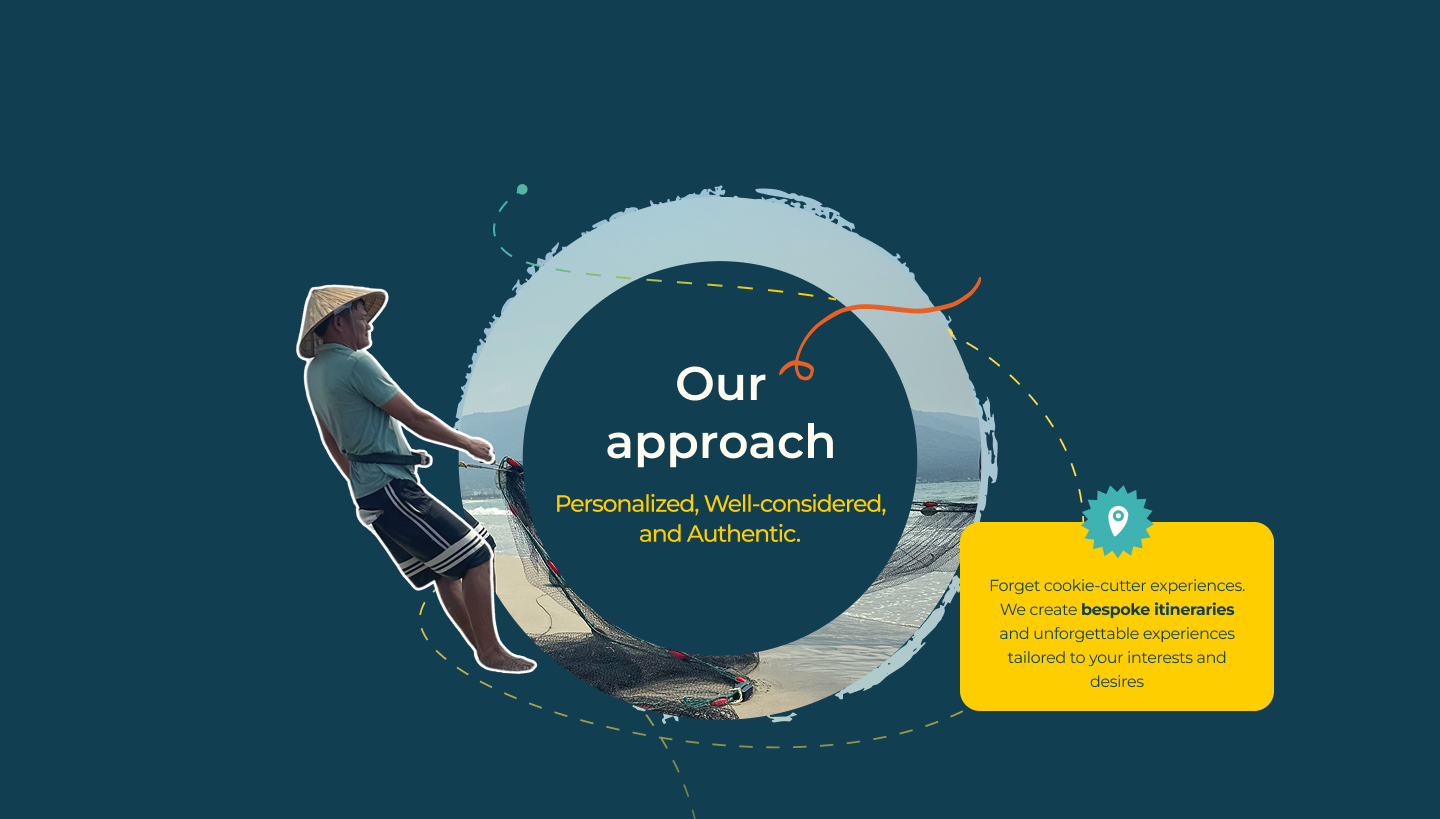 Our
approach
Personalized, Well-considered,
and Authentic.
Forget cookie-cutter experiences.
We create bespoke itineraries
and unforgettable experiences
tailored to your interests and
desires